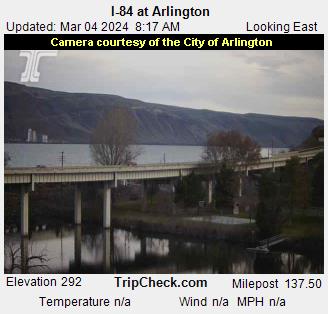 I-84 at Arlington
Updated: Mar 04 2024 8:17 AM Looking East
Camera courtesy of the City of Arlington
Elevation 292 TripCheck.com Milepost 137.50
Temperature n/a Wind n/a MPH n/a